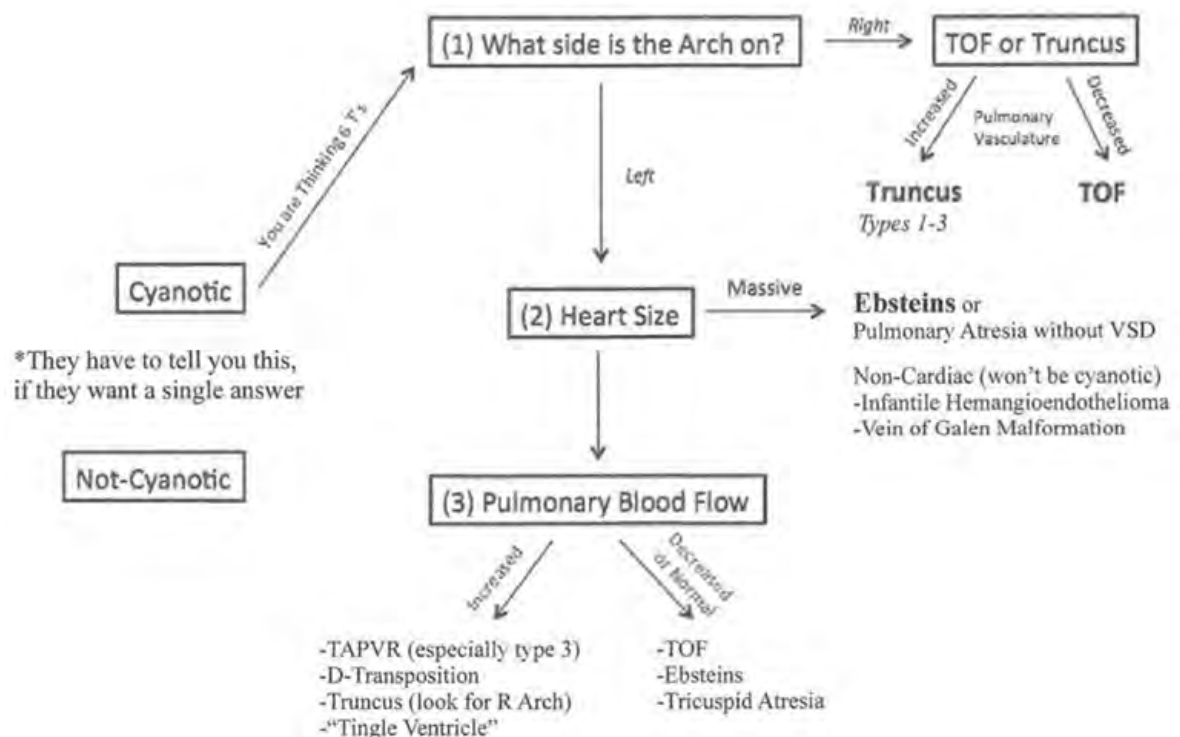 (1) What side is the Arch on?
Right
TOF or Truncus
Increased
Pulmonary
Vasculature
Decreased
Truncus
Types 1-3
TOF
You are Thinking 6 T's
Left
Cyanotic
*They have to tell you this,
if they want a single answer
Not-Cyanotic
(2) Heart Size
Massive
Ebsteins or
Pulmonary Atresia without VSD
Non-Cardiac (won't be cyanotic)
-Infantile Hemangioendothelioma
-Vein of Galen Malformation
(3) Pulmonary Blood Flow
Increased
Decreased
or Normal
-TAPVR (especially type 3)
-D-Transposition
-Truncus (look for R Arch)
-“Tingle Ventricle”
-TOF
-Ebsteins
-Tricuspid Atresia